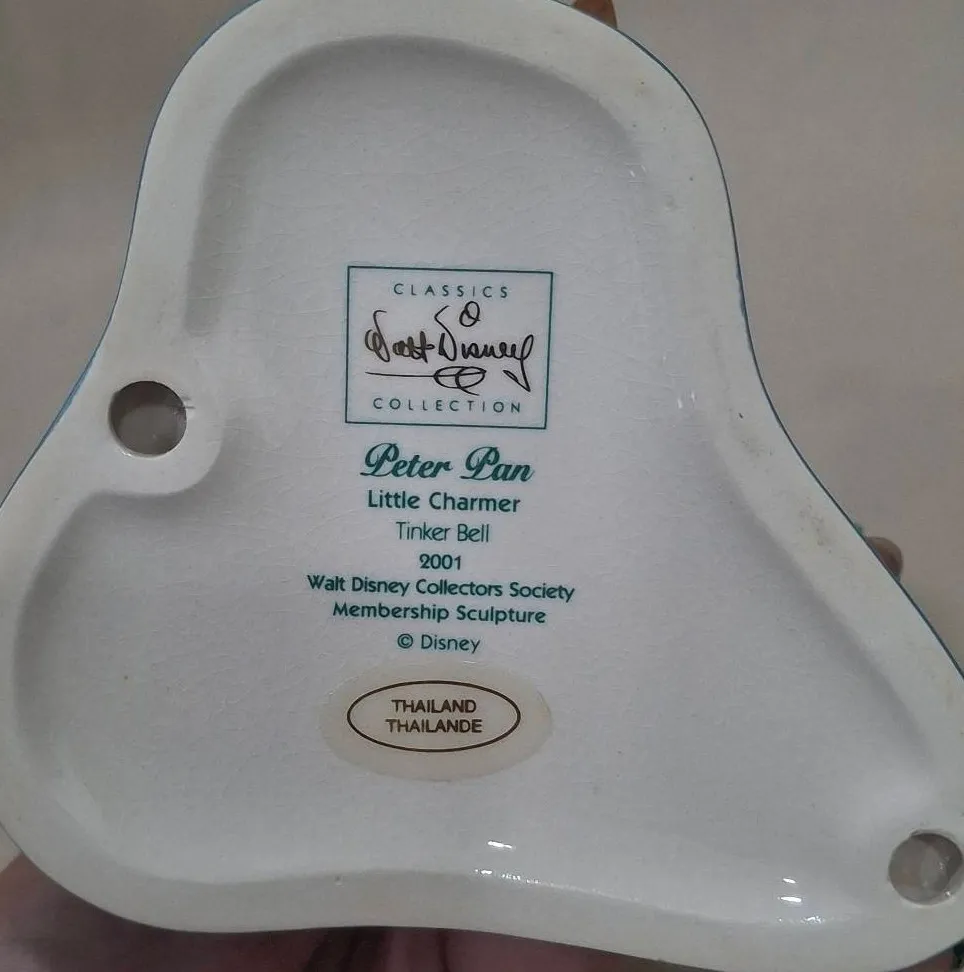 CLASSICS
Walt Disney
COLLECTION
Peter Pan
Little Charmer
Tinker Bell
2001
Walt Disney Collectors Society
Membership Sculpture
© Disney
THAILAND
THAILANDE